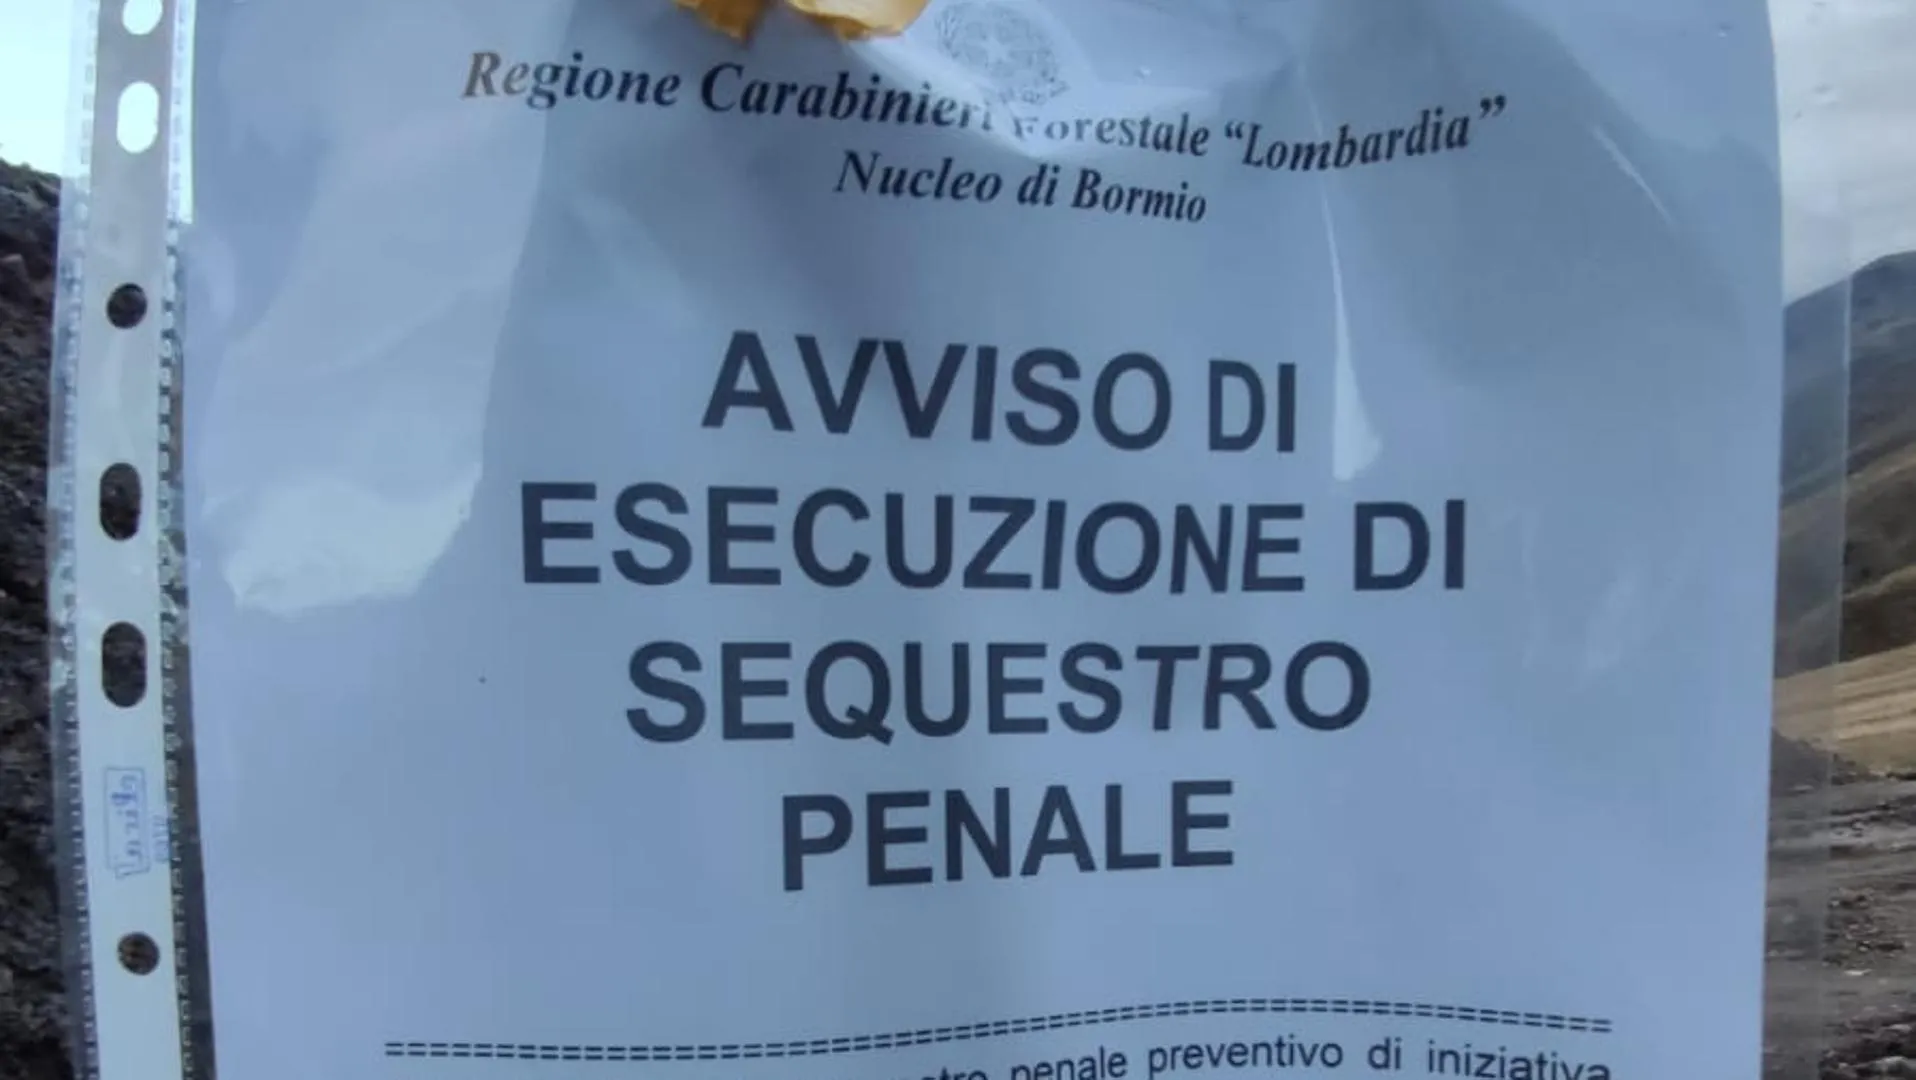 Regione Carabinieri Forestale “Lombardia”
Nucleo di Bormio
AVVISO DI
ESECUZIONE DI
SEQUESTRO
PENALE
==========================================================
penale preventivo di iniziativa